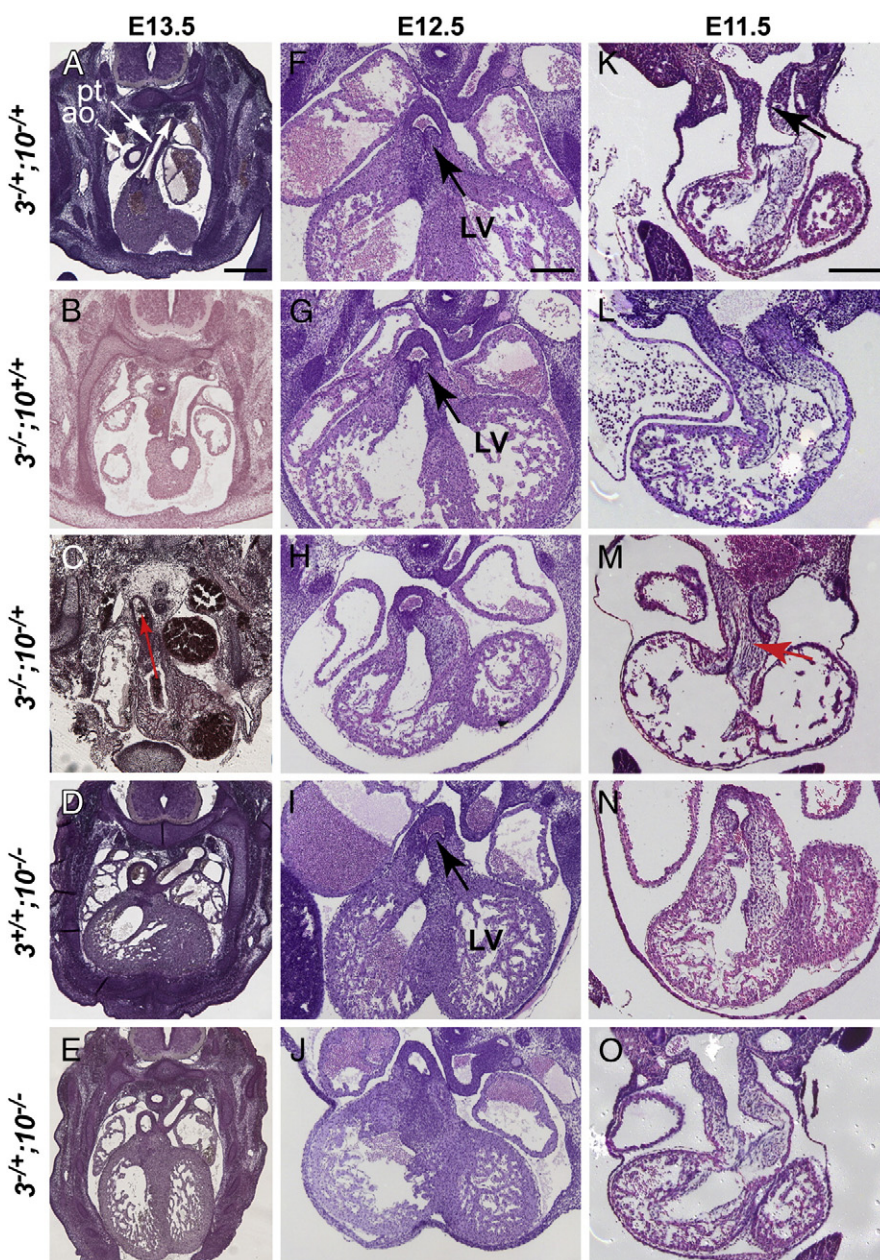 E13.5 E12.5 E11.5
3-/+;10-/+
A
pt
ao
F
LV
K
3-/-;10+/+
B
G
LV
L
3-/-;10-/+
C
H
M
3+/+;10-/-
D
I
LV
N
3-/+;10-/-
E
J
O